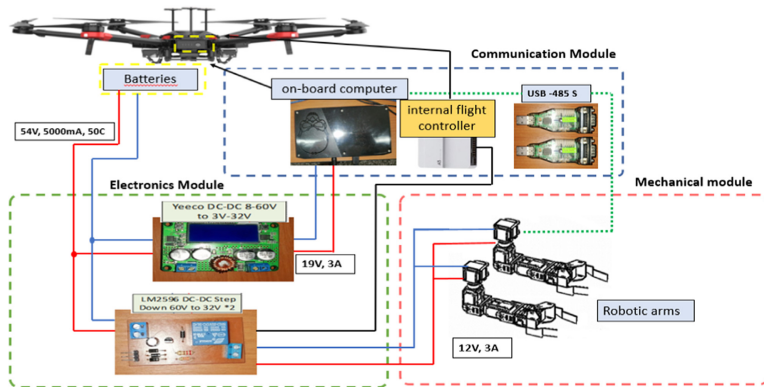 Communication Module
Batteries
on-board computer
USB -485 S
internal flight
controller
54V, 5000mA, 50C
Electronics Module
Mechanical module
Yeeco DC-DC 8-60V
to 3V-32V
19V, 3A
LM2596 DC-DC Step
Down 60V to 32V *2
Robotic arms
12V, 3A